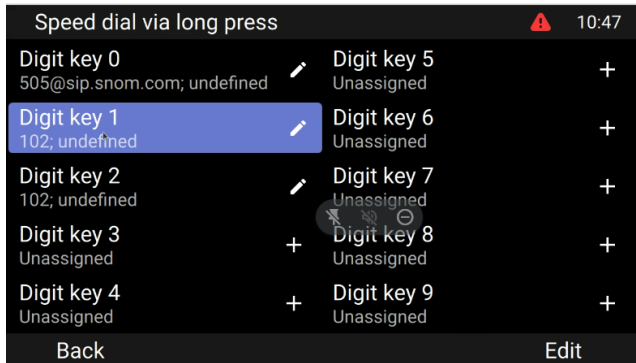 Speed dial via long press 10:47
Digit key 0
505@sip.snom.com; undefined
Digit key 1
102; undefined
Digit key 2
102; undefined
Digit key 3
Unassigned
Digit key 4
Unassigned
Digit key 5
Unassigned
Digit key 6
Unassigned
Digit key 7
Unassigned
Digit key 8
Unassigned
Digit key 9
Unassigned
Back Edit